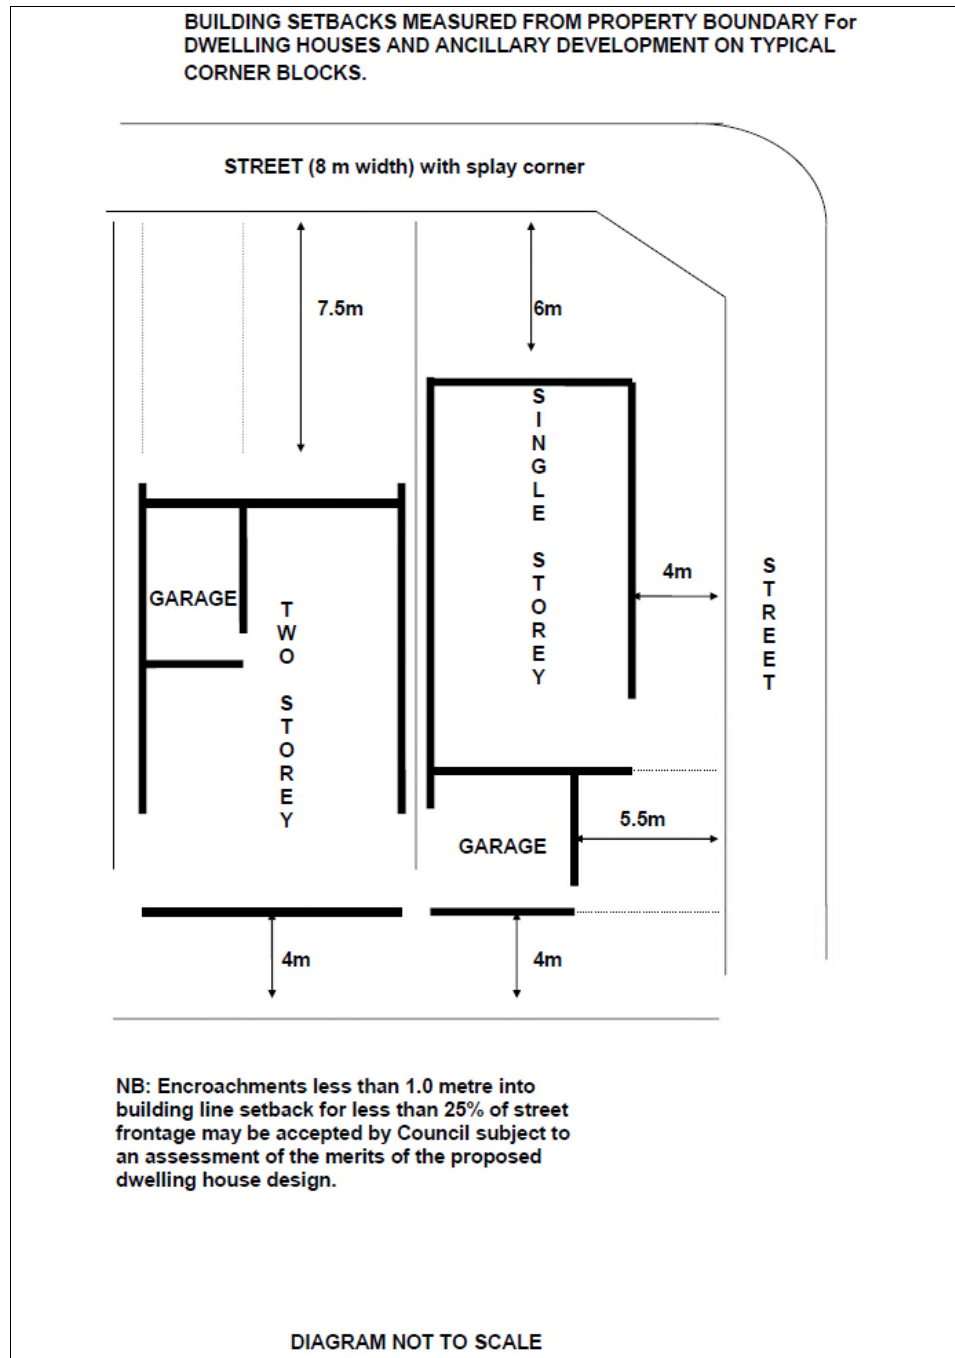 BUILDING SETBACKS MEASURED FROM PROPERTY BOUNDARY For
DWELLING HOUSES AND ANCILLARY DEVELOPMENT ON TYPICAL
CORNER BLOCKS.
STREET (8 m width) with splay corner
7.5m
6m
SINGLE STOREY
4m
STREET
GARAGE
TWO STOREY
5.5m
GARAGE
4m
4m
NB: Encroachments less than 1.0 metre into
building line setback for less than 25% of street
frontage may be accepted by Council subject to
an assessment of the merits of the proposed
dwelling house design.
DIAGRAM NOT TO SCALE